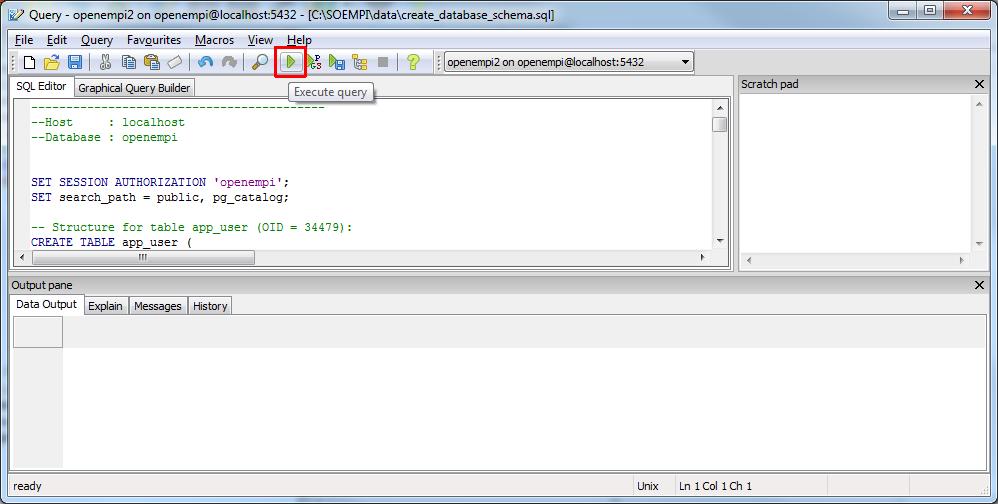 Query - openempi2 on openempi@localhost:5432 - [C:\SOEMPI\data\create_database_schema.sql]
File Edit Query Favourites Macros View Help
openempi2 on openempi@localhost:5432
SQL Editor Graphical Query Builder
Execute query
Scratch pad
------------------------------------------
--Host     : localhost
--Database : openempi
SET SESSION AUTHORIZATION 'openempi';
SET search_path = public, pg_catalog;
-- Structure for table app_user (OID = 34479):
CREATE TABLE app_user (
Output pane
Data Output Explain Messages History
ready Unix Ln 1 Col 1 Ch 1